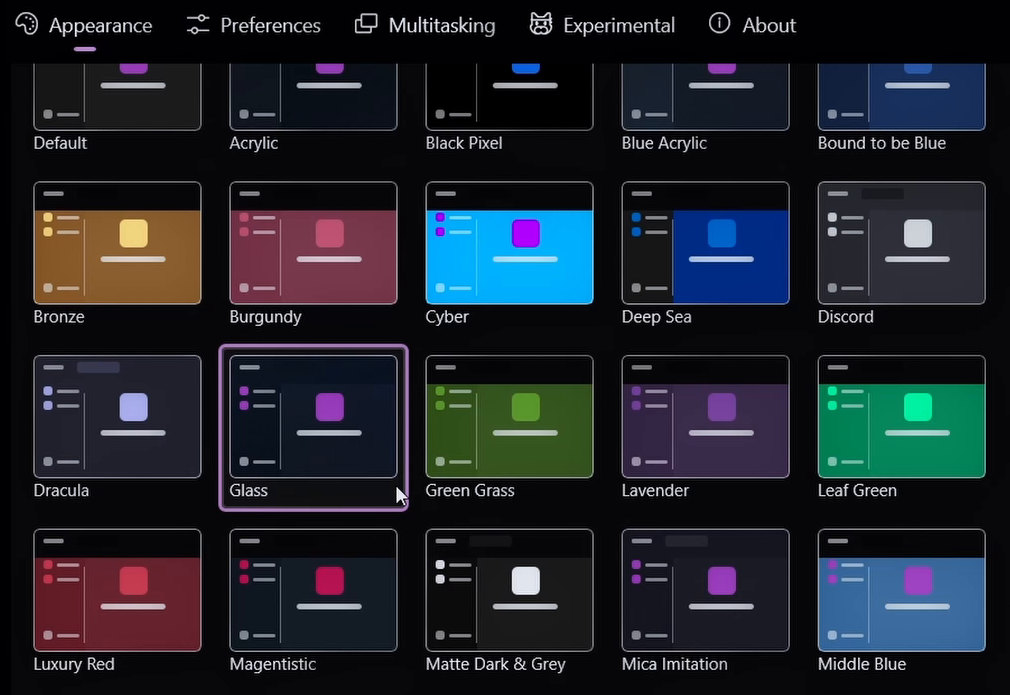 Appearance Preferences Multitasking Experimental About
Default Acrylic Black Pixel Blue Acrylic Bound to be Blue
Bronze Burgundy Cyber Deep Sea Discord
Dracula Glass Green Grass Lavender Leaf Green
Luxury Red Magentistic Matte Dark & Grey Mica Imitation Middle Blue